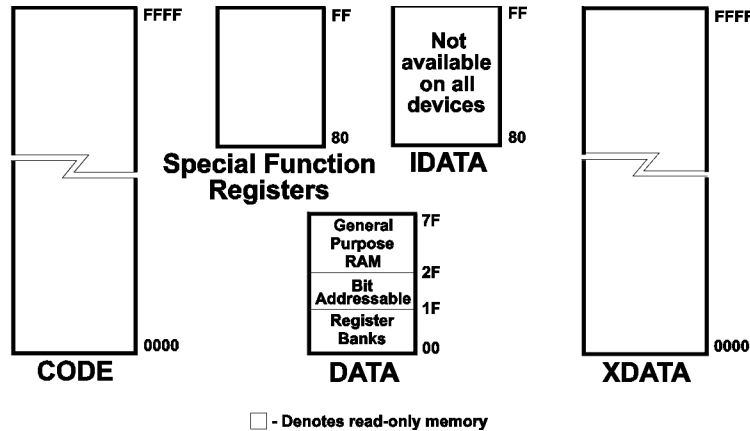 FFFF
0000
CODE
FF
80
Special Function
Registers
Not
available
on all
devices
FF
80
IDATA
General
Purpose
RAM
Bit
Addressable
Register
Banks
7F
2F
1F
00
DATA
FFFF
0000
XDATA
- Denotes read-only memory